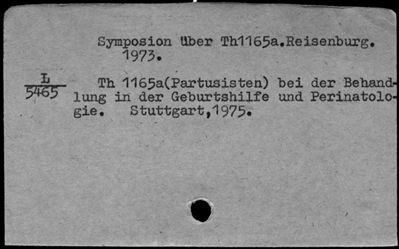 Symposion über Th1165a.Reisenburg.
1973.
L
5465
Th 1165a(Partusisten) bei der Behand-
lung in der Geburtshilfe und Perinatolo-
gie. Stuttgart,1975.